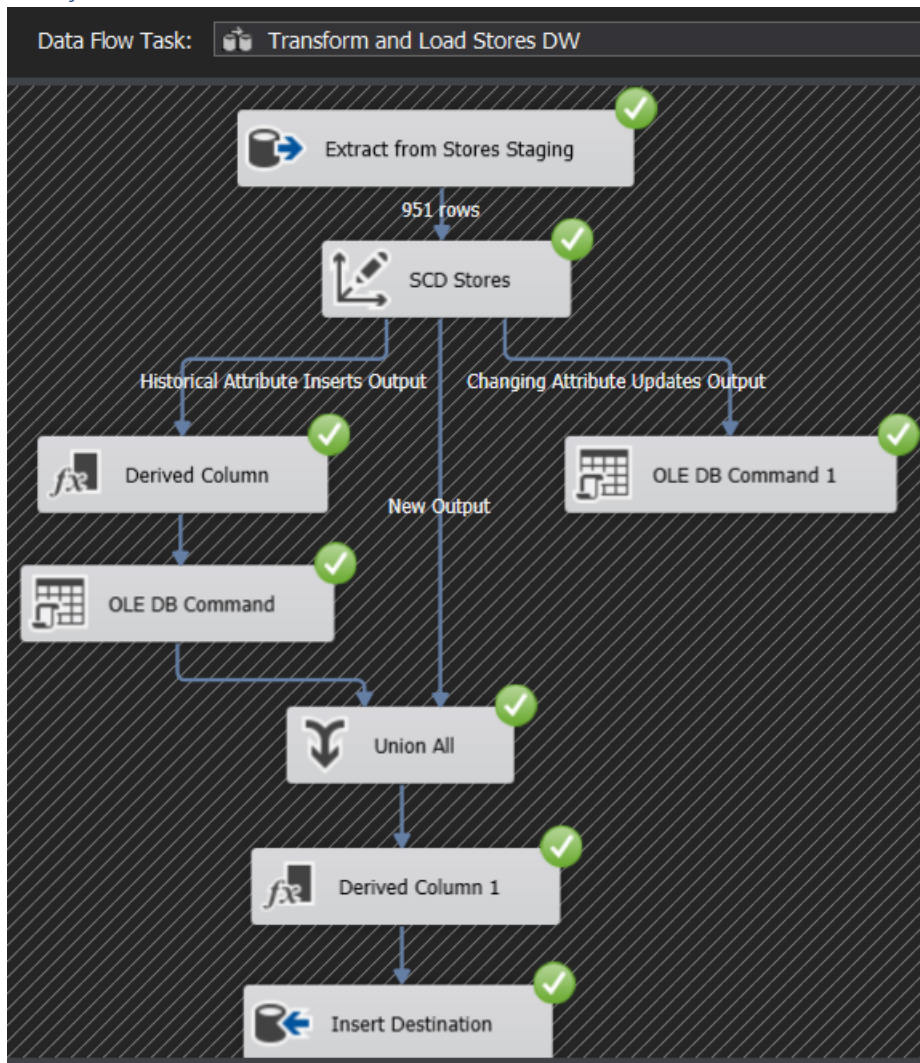 Data Flow Task: Transform and Load Stores DW
Extract from Stores Staging
951 rows
SCD Stores
Historical Attribute Inserts Output
Changing Attribute Updates Output
fx Derived Column
OLE DB Command 1
New Output
OLE DB Command
Union All
fx Derived Column 1
Insert Destination